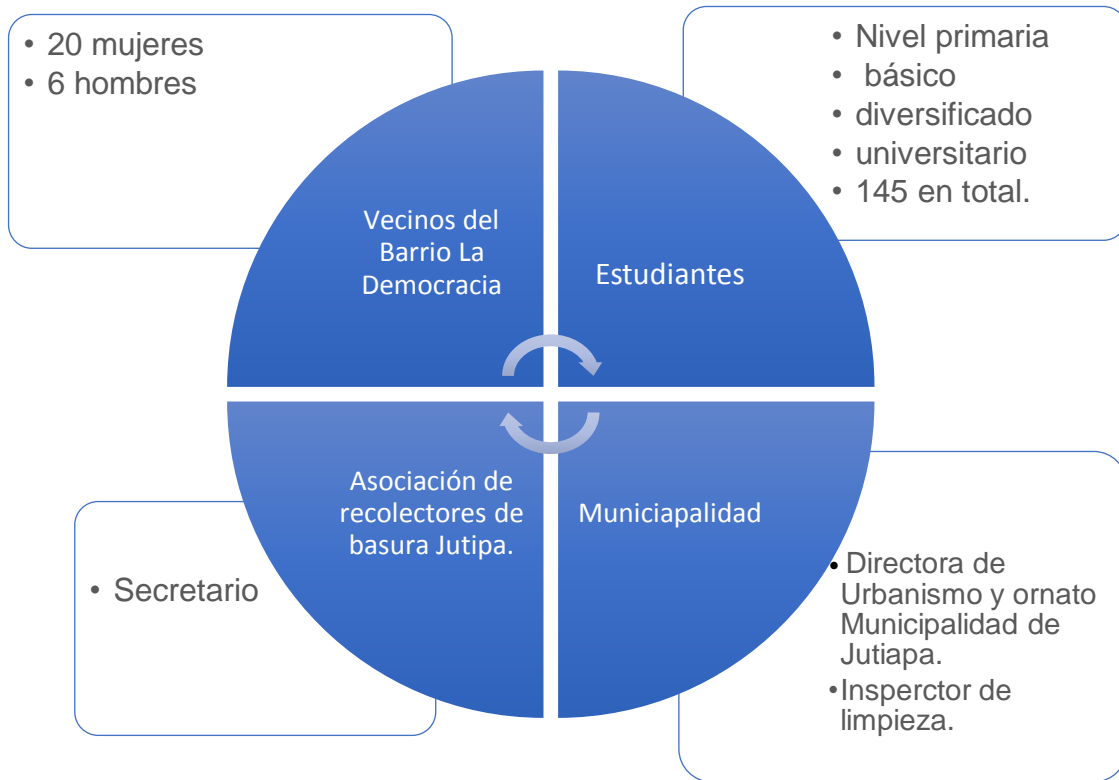 • 20 mujeres
• 6 hombres
• Nivel primaria
• básico
• diversificado
• universitario
• 145 en total.
Vecinos del
Barrio La
Democracia
Estudiantes
Asociación de
recolectores de
basura Jutipa.
Municiapalidad
• Secretario
• Directora de
Urbanismo y ornato
Municipalidad de
Jutiapa.
•Insperctor de
limpieza.